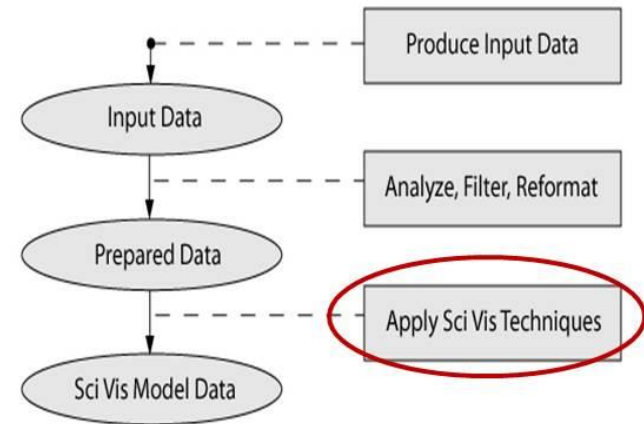 Produce Input Data
Input Data
Analyze, Filter, Reformat
Prepared Data
Apply Sci Vis Techniques
Sci Vis Model Data